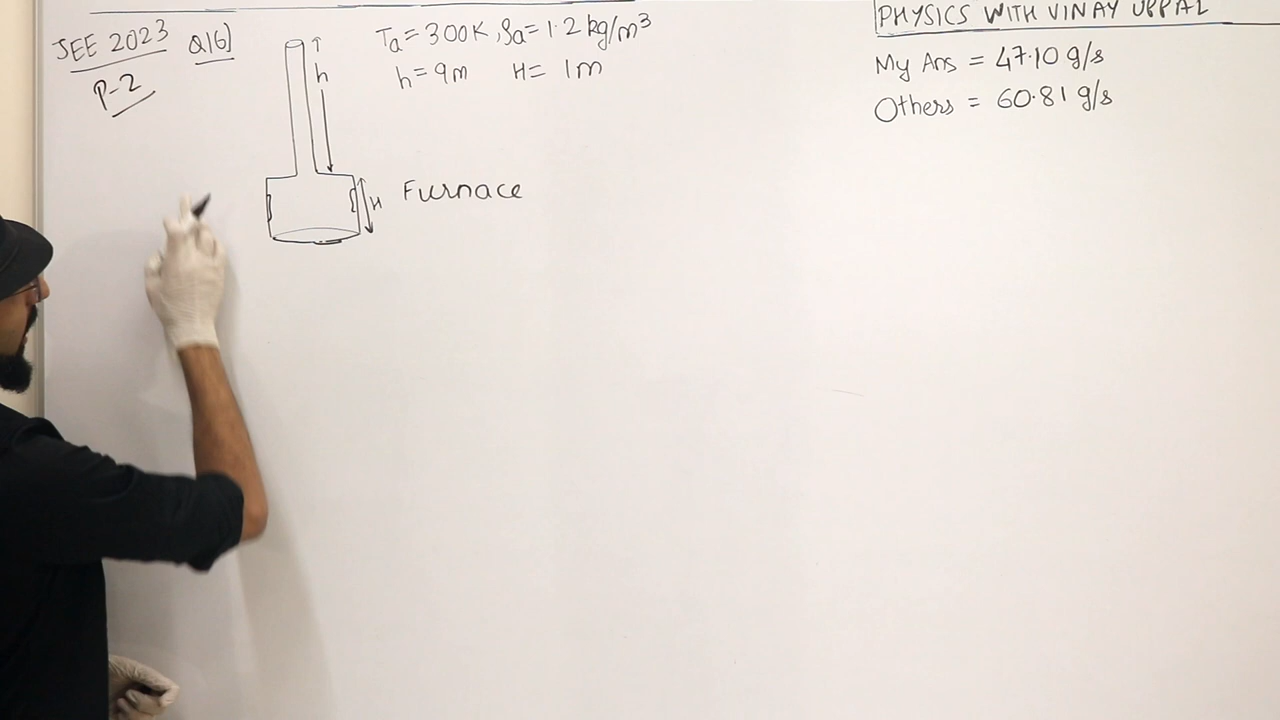 JEE 2023 Q16]
P-2
h
Ta = 300K, ρa = 1.2 kg/m³
h = 9m H = 1m
H
Furnace
PHYSICS WITH VINAY UPPAL
My Ans = 47.10 g/s
Others = 60.81 g/s